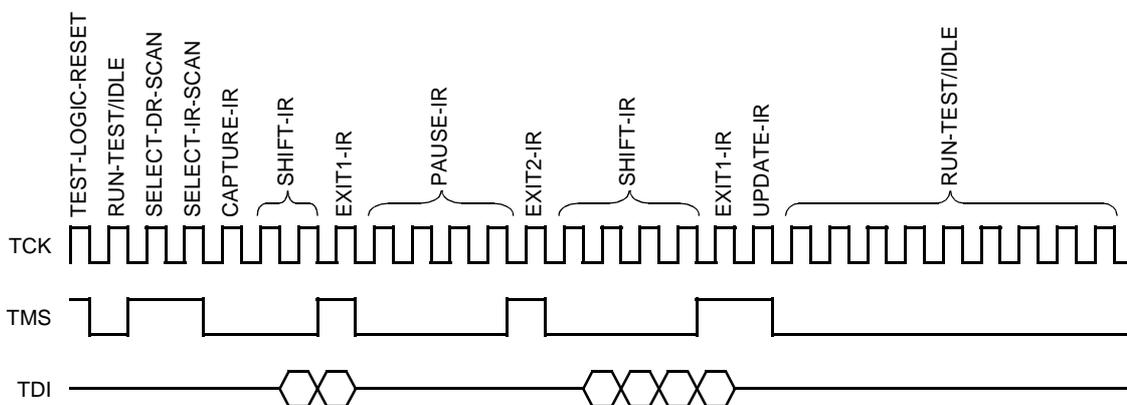 TEST-LOGIC-RESET
RUN-TEST/IDLE
SELECT-DR-SCAN
SELECT-IR-SCAN
CAPTURE-IR
SHIFT-IR
EXIT1-IR
PAUSE-IR
EXIT2-IR
SHIFT-IR
EXIT1-IR
UPDATE-IR
RUN-TEST/IDLE
TCK
TMS
TDI